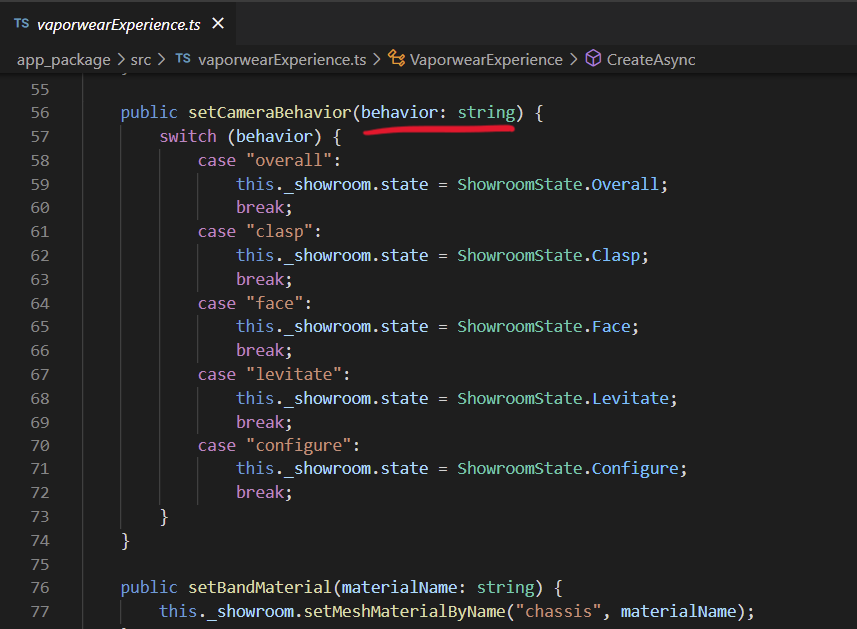 TS vaporwearExperience.ts ×
app_package > src > TS vaporwearExperience.ts > VaporwearExperience > CreateAsync
55
56 public setCameraBehavior(behavior: string) {
57 switch (behavior) {
58 case "overall":
59 this._showroom.state = ShowroomState.Overall;
60 break;
61 case "clasp":
62 this._showroom.state = ShowroomState.Clasp;
63 break;
64 case "face":
65 this._showroom.state = ShowroomState.Face;
66 break;
67 case "levitate":
68 this._showroom.state = ShowroomState.Levitate;
69 break;
70 case "configure":
71 this._showroom.state = ShowroomState.Configure;
72 break;
73 }
74 }
75
76 public setBandMaterial(materialName: string) {
77 this._showroom.setMeshMaterialByName("chassis", materialName);